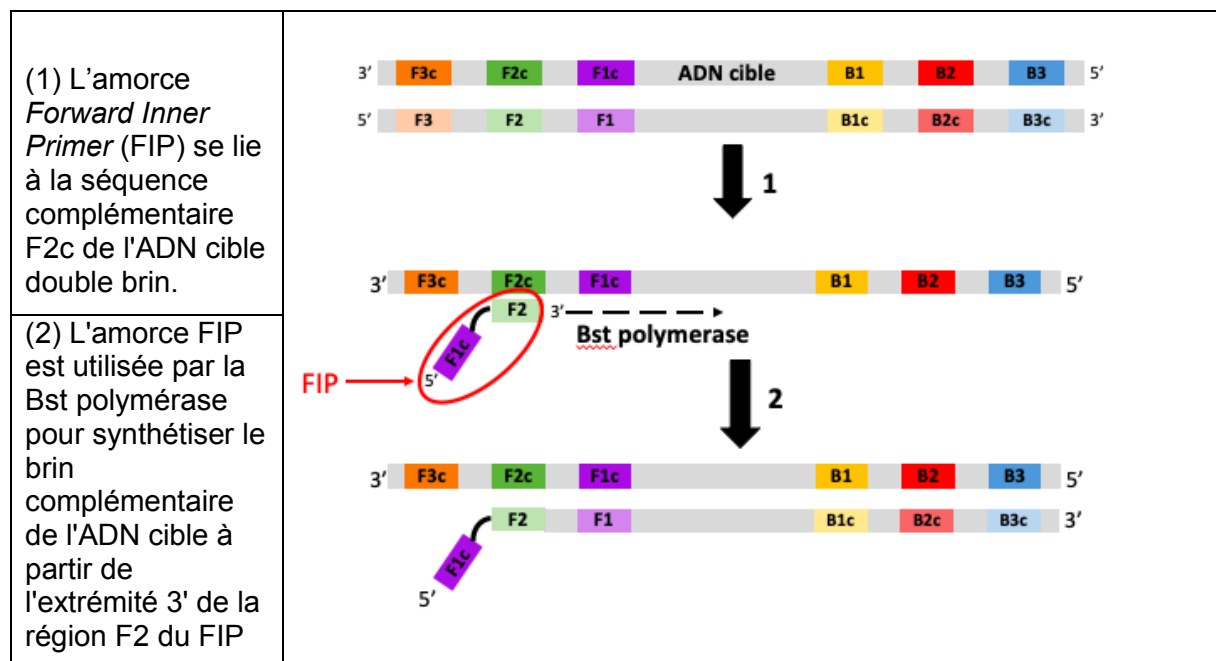 (1) L'amorce
Forward Inner
Primer (FIP) se lie
à la séquence
complémentaire
F2c de l'ADN cible
double brin.
3' F3c F2c F1c ADN cible B1 B2 B3 5'
5' F3 F2 F1 B1c B2c B3c 3'
1
3' F3c F2c F1c B1 B2 B3 5'
F2 3'
Bst polymerase
F1c
5'
FIP
(2) L'amorce FIP
est utilisée par la
Bst polymérase
pour synthétiser le
brin
complémentaire
de l'ADN cible à
partir de
l'extrémité 3' de la
région F2 du FIP
2
3' F3c F2c F1c B1 B2 B3 5'
F2 F1 B1c B2c B3c 3'
F1c
5'